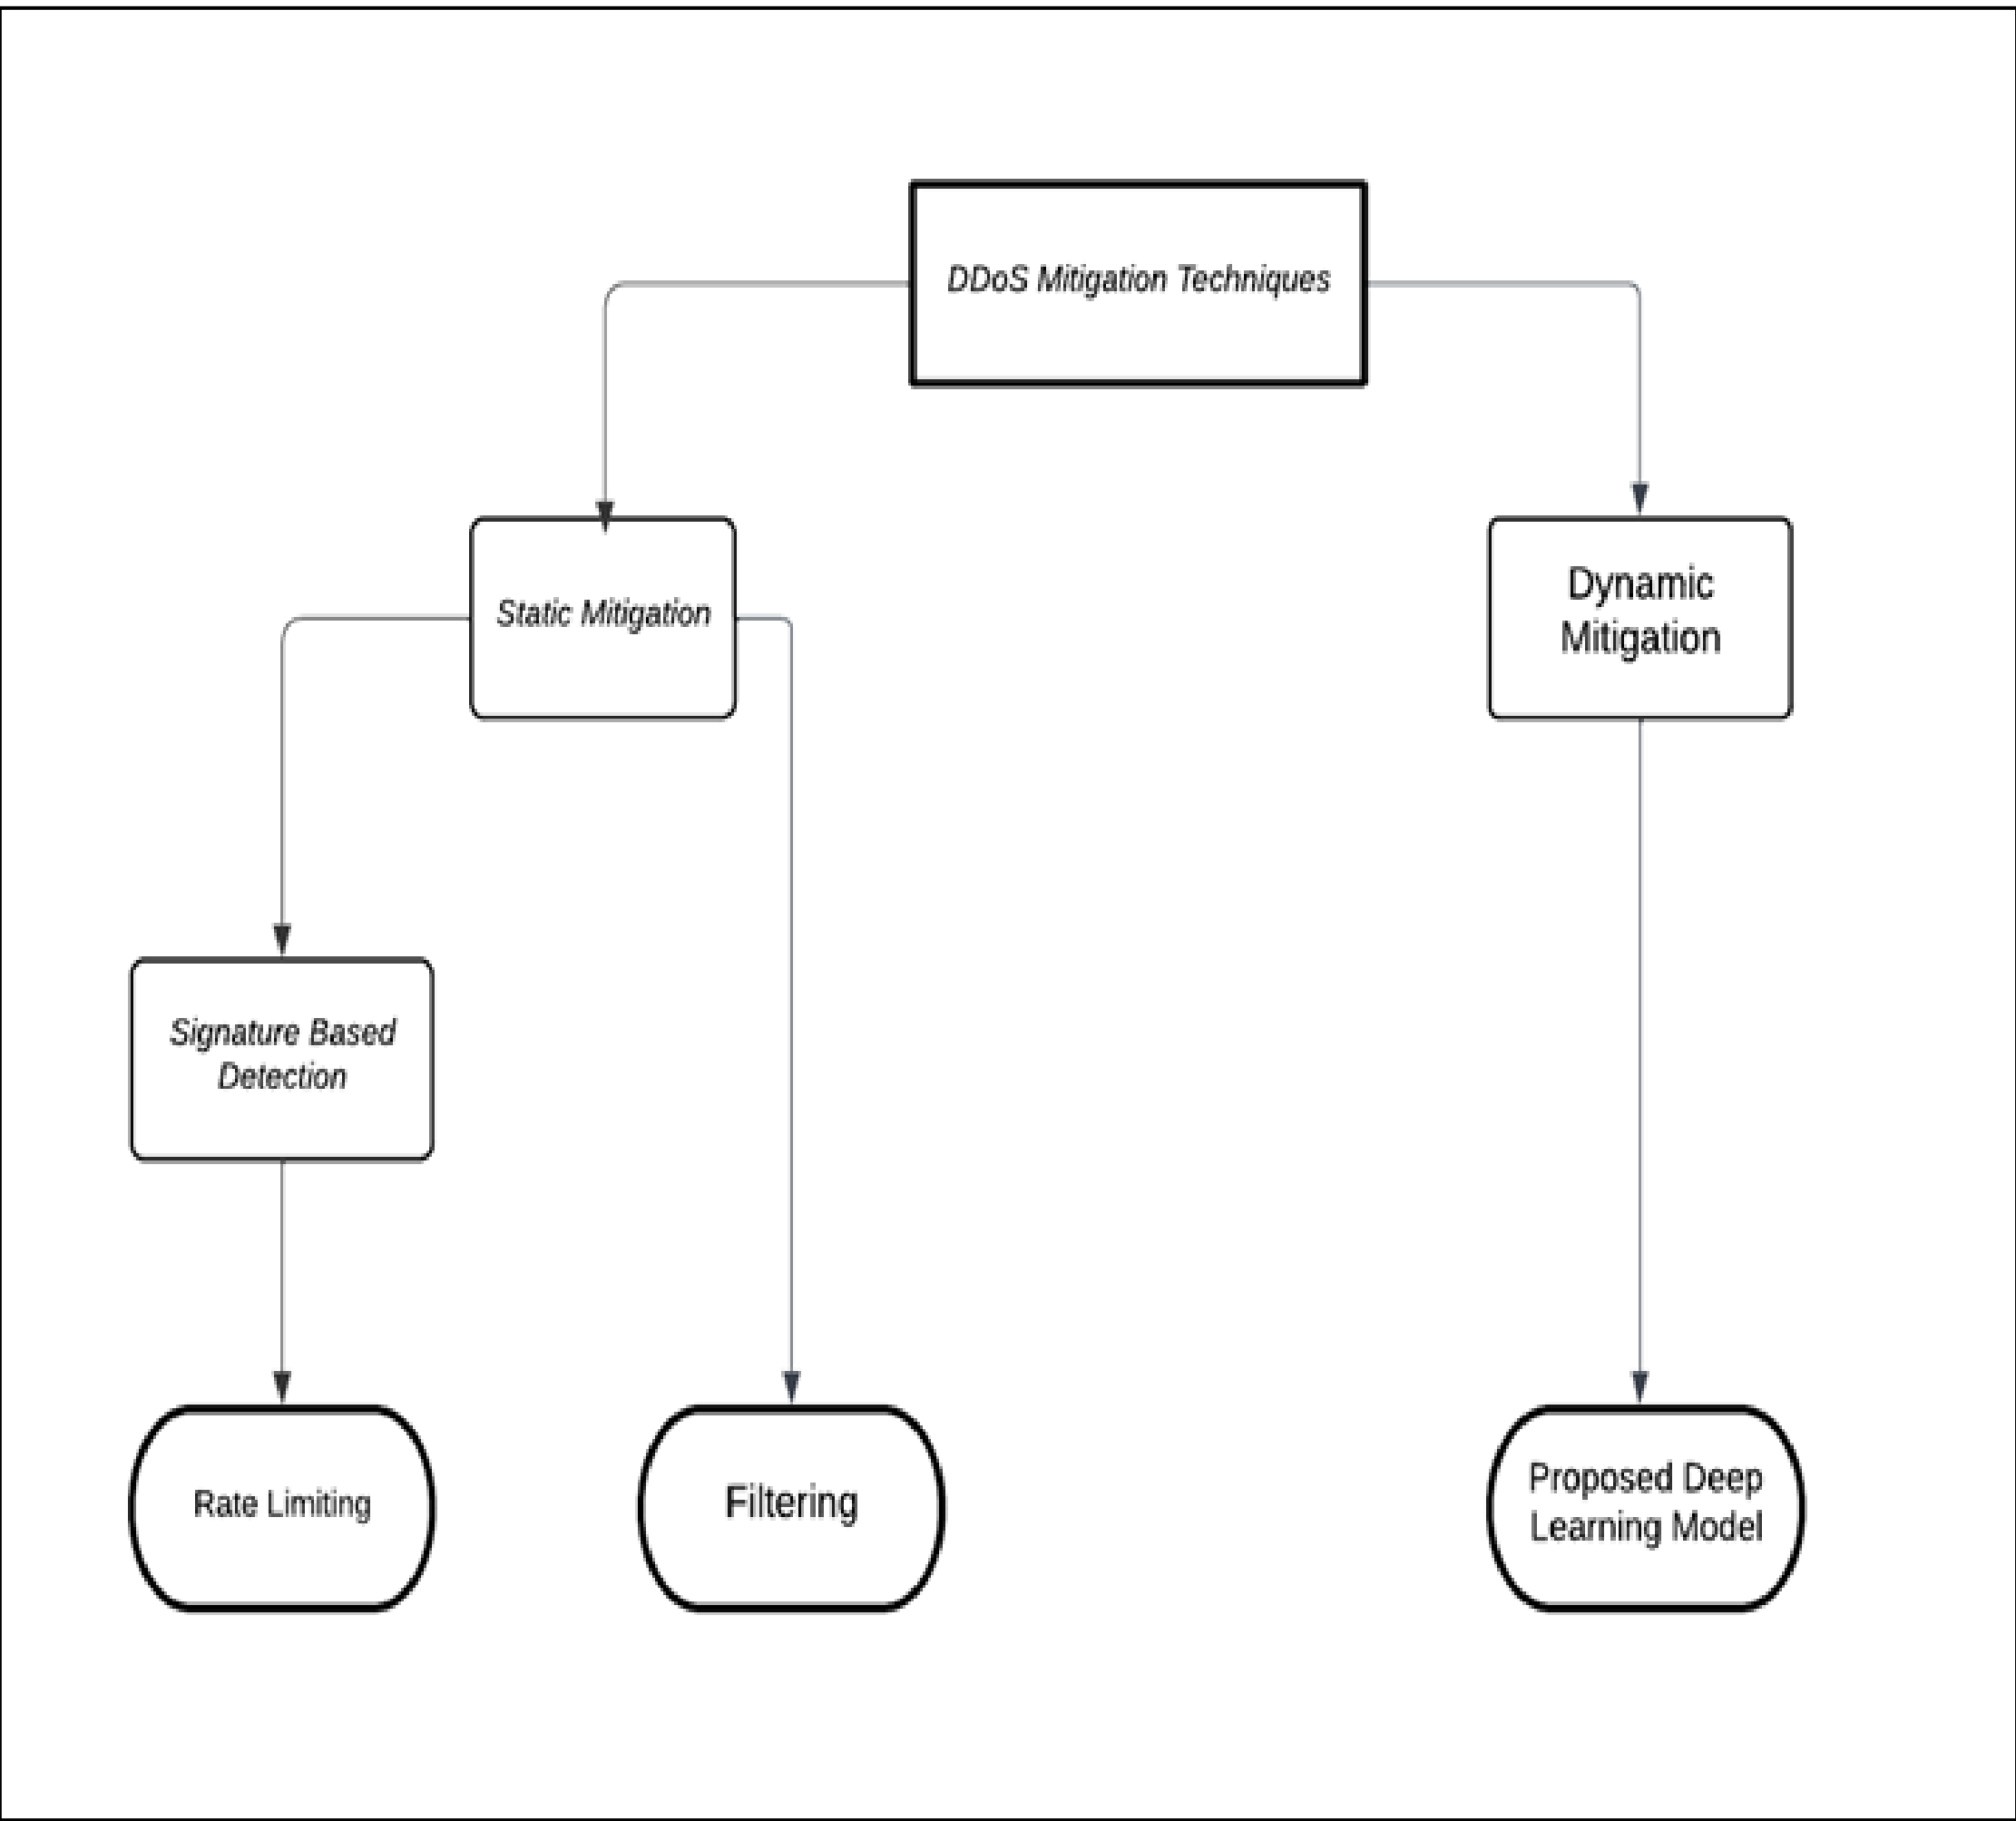 DDoS Mitigation Techniques
Static Mitigation
Dynamic
Mitigation
Signature Based
Detection
Rate Limiting
Filtering
Proposed Deep
Learning Model